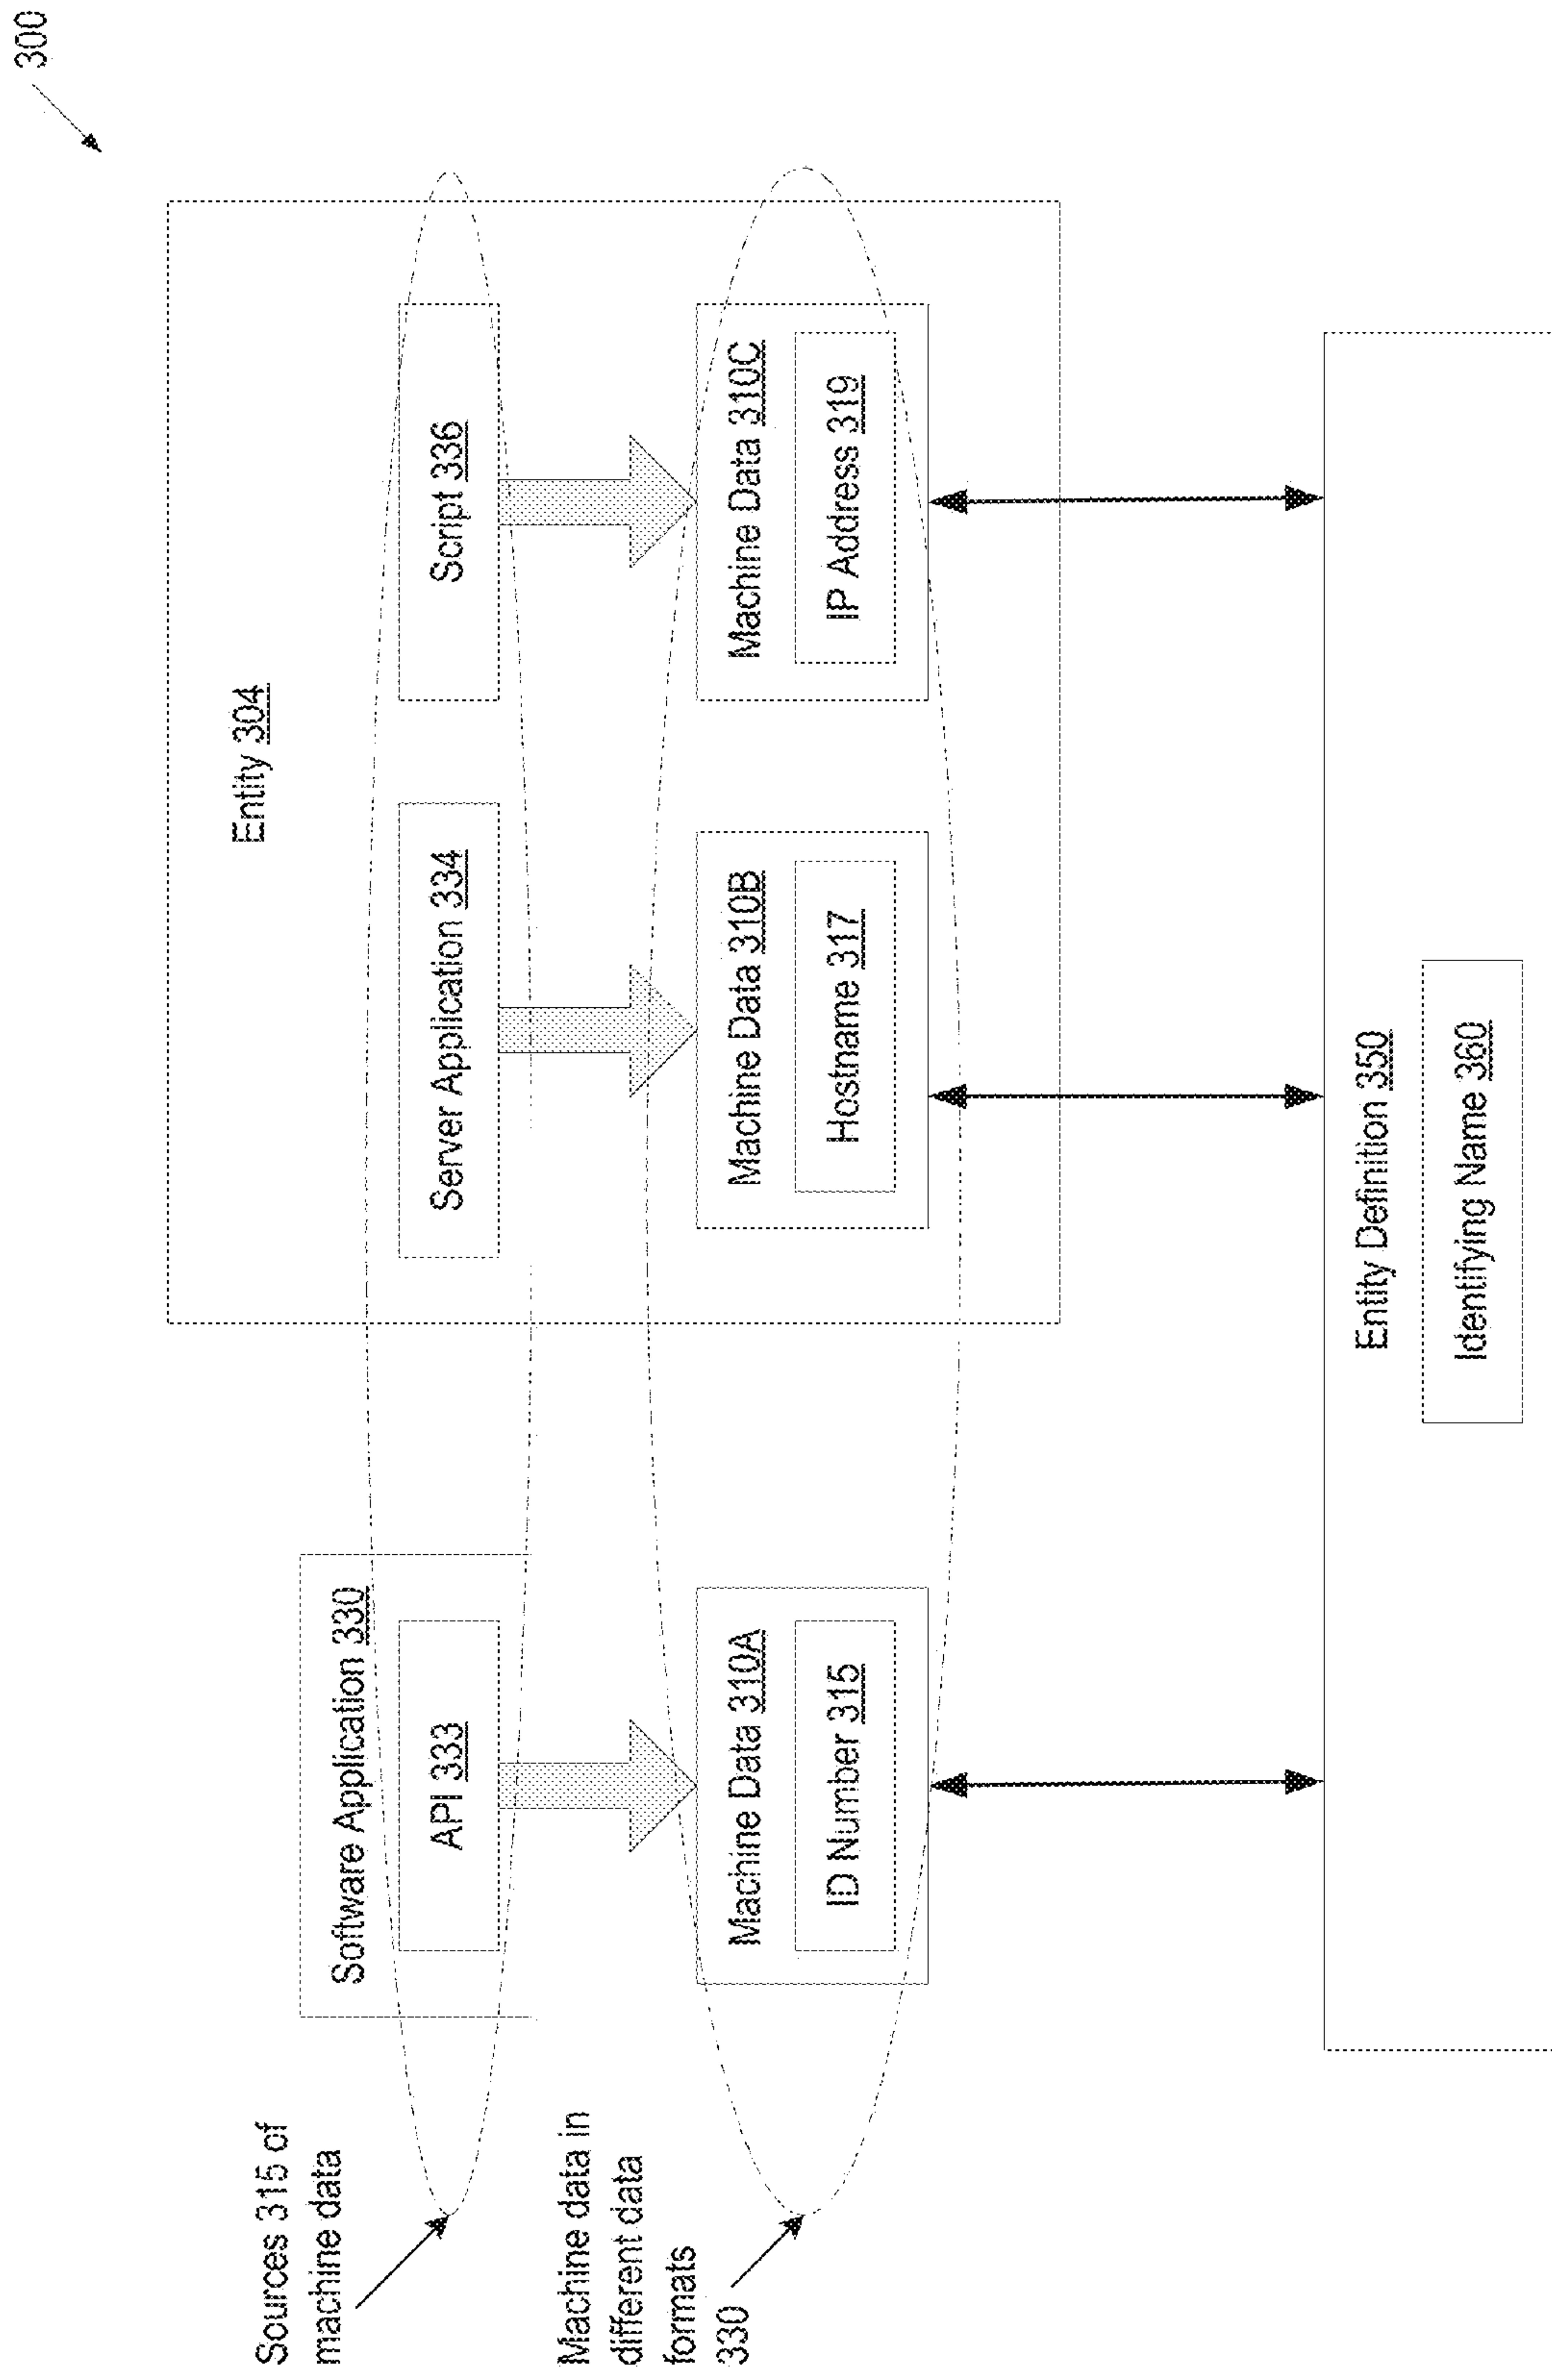 300
Entity 304
Software Application 330
API 333
Server Application 334
Script 336
Sources 315 of
machine data
Machine data in
different data
formats
330
Machine Data 310A
ID Number 315
Machine Data 310B
Hostname 317
Machine Data 310C
IP Address 319
Entity Definition 350
Identifying Name 360